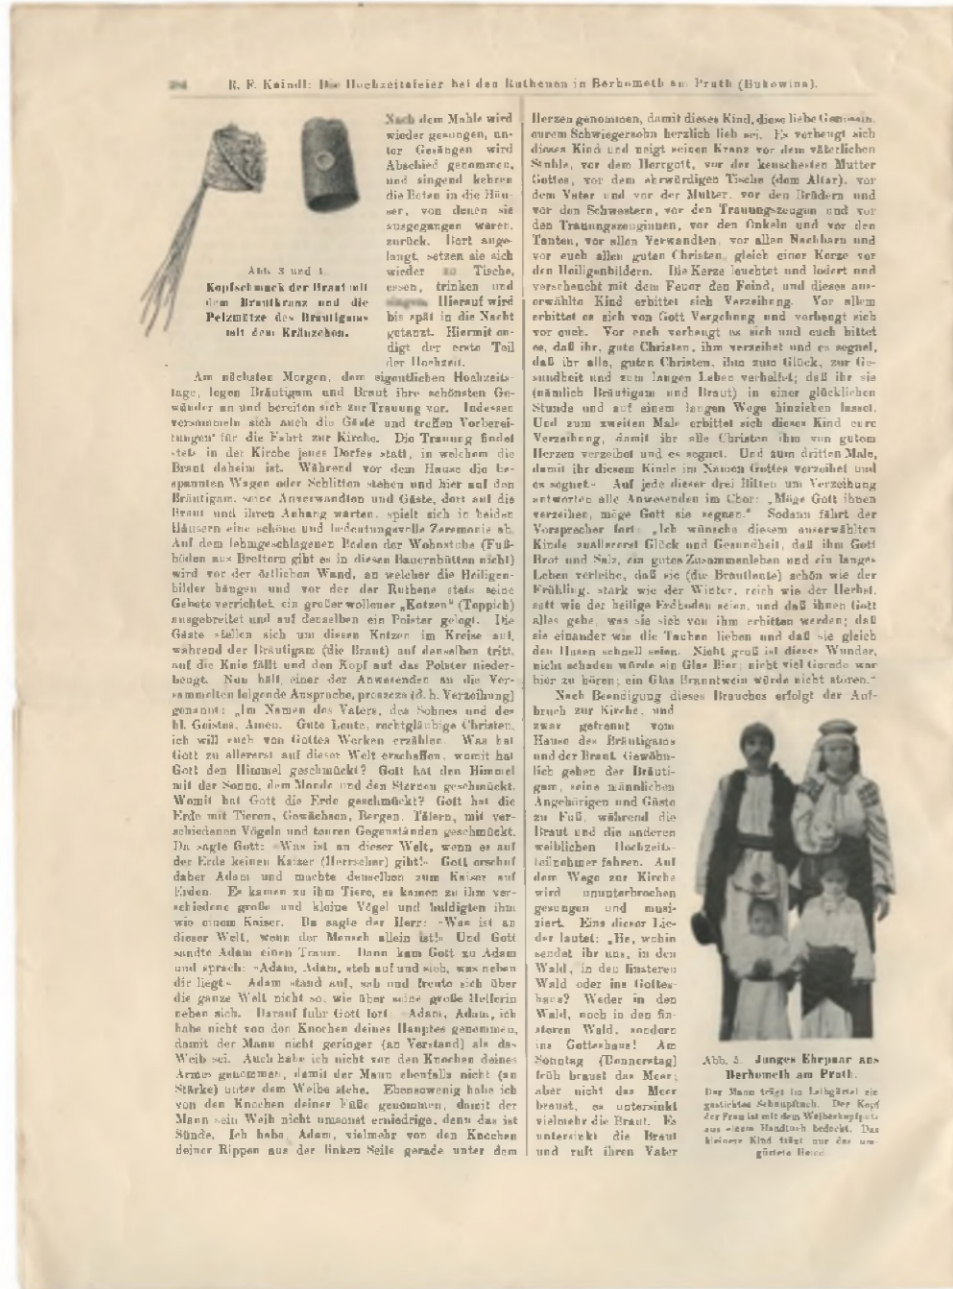 R. F. Kaindl: Die Hochzeitsfeier bei den Ruthenen in Berhometh am Pruth (Bukowina).
Abb. 3 und 4.
Kopfschmuck der Braut mit
dem Brautkranz und die
Pelzmütze des Bräutigams
mit dem Kränzchen.
Nach dem Mahle wird
wieder gesungen, un-
ter Gesängen wird
Abschied genommen,
und singend kehren
die Boten in die Häu-
ser, von denen sie
ausgegangen waren,
zurück. Dort ange-
langt, setzen sie sich
wieder zu Tische,
essen, trinken und
singen. Hierauf wird
bis spät in die Nacht
getanzt. Hiermit en-
digt der erste Teil
der Hochzeit.
Am nächsten Morgen, dem eigentlichen Hochzeits-
tage, legen Bräutigam und Braut ihre schönsten Ge-
wänder an und bereiten sich zur Trauung vor. Indessen
versammeln sich auch die Gäste und treffen Vorberei-
tungen für die Fahrt zur Kirche. Die Trauung findet
stets in der Kirche jenes Dorfes statt, in welchem die
Braut daheim ist. Während vor dem Hause die be-
spannten Wagen oder Schlitten stehen und hier auf den
Bräutigam, seine Anverwandten und Gäste, dort auf die
Braut und ihren Anhang warten, spielt sich in beiden
Häusern eine schöne und bedeutungsvolle Zeremonie ab.
Auf dem lehmgeschlagenen Boden der Wohnstube (Fuß-
böden aus Brettern gibt es in diesen Bauernhütten nicht)
wird vor der östlichen Wand, an welcher die Heiligen-
bilder hängen und vor der der Ruthene stets seine
Gebete verrichtet, ein großer wollener „Kotzen“ (Teppich)
ausgebreitet und auf denselben ein Polster gelegt. Die
Gäste stellen sich um diesen Kotzen im Kreise auf,
während der Bräutigam (die Braut) auf denselben tritt,
auf die Knie fällt und den Kopf auf das Polster nieder-
beugt. Nun hält einer der Anwesenden an die Ver-
sammelten folgende Ansprache, proszcza (d. h. Verzeihung)
genannt: „Im Namen des Vaters, des Sohnes und des
hl. Geistes, Amen. Gute Leute, rechtgläubige Christen,
ich will euch von Gottes Werken erzählen. Was hat
Gott zu allererst auf dieser Welt erschaffen, womit hat
Gott den Himmel geschmückt? Gott hat den Himmel
mit der Sonne, dem Monde und den Sternen geschmückt.
Womit hat Gott die Erde geschmückt? Gott hat die
Erde mit Tieren, Gewächsen, Bergen, Tälern, mit ver-
schiedenen Vögeln und teuren Gegenständen geschmückt.
Da sagte Gott: »Was ist an dieser Welt, wenn es auf
der Erde keinen Kaiser (Herrscher) gibt!« Gott erschuf
daher Adam und machte denselben zum Kaiser auf
Erden. Es kamen zu ihm Tiere, es kamen zu ihm ver-
schiedene große und kleine Vögel und huldigten ihm
wie einem Kaiser. Da sagte der Herr: »Was ist an
dieser Welt, wenn der Mensch allein ist!« Und Gott
sandte Adam einen Traum. Dann kam Gott zu Adam
und sprach: »Adam, Adam, steh auf und sieh, was neben
dir liegt.« Adam stand auf, sah und freute sich über
die ganze Welt nicht so, wie über seine große Helferin
neben sich. Darauf fuhr Gott fort: »Adam, Adam, ich
habe nicht von den Knochen deines Hauptes genommen,
damit der Mann nicht geringer (an Verstand) als das
Weib sei. Auch habe ich nicht von den Knochen deines
Armes genommen, damit der Mann ebenfalls nicht (an
Stärke) unter dem Weibe stehe. Ebensowenig habe ich
von den Knochen deiner Füße genommen, damit der
Mann sein Weib nicht umsonst erniedrige, denn das ist
Sünde. Ich habe, Adam, vielmehr von den Knochen
deiner Rippen aus der linken Seite gerade unter dem
Herzen genommen, damit dieses Kind, diese liebe Genossin,
eurem Schwiegersohn herzlich lieb sei. Es verbeugt sich
dieses Kind und neigt seinen Kranz vor dem väterlichen
Stuhle, vor dem Herrgott, vor der keuschesten Mutter
Gottes, vor dem ehrwürdigen Tische (dem Altar), vor
dem Vater und vor der Mutter, vor den Brüdern und
vor den Schwestern, vor den Trauungszeugen und vor
den Trauungszeuginnen, vor den Onkeln und vor den
Tanten, vor allen Verwandten, vor allen Nachbarn und
vor euch allen guten Christen, gleich einer Kerze vor
den Heiligenbildern. Die Kerze leuchtet und lodert und
verscheucht mit dem Feuer den Feind, und dieses aus-
erwählte Kind erbittet sich Verzeihung. Vor allem
erbittet es sich von Gott Vergebung und verbeugt sich
vor euch. Vor euch verbeugt es sich und euch bittet
es, daß ihr, gute Christen, ihm verzeihet und es segnet,
daß ihr alle, guten Christen, ihm zum Glück, zur Ge-
sundheit und zum langen Leben verhelfet; daß ihr sie
(nämlich Bräutigam und Braut) in einer glücklichen
Stunde und auf einem langen Wege hinziehen lasset.
Und zum zweiten Male erbittet sich dieses Kind eure
Verzeihung, damit ihr alle Christen ihm von gutem
Herzen verzeihet und es segnet. Und zum dritten Male,
damit ihr diesem Kinde im Namen Gottes verzeihet und
es segnet.« Auf jede dieser drei Bitten um Verzeihung
antworten alle Anwesenden im Chor: „Möge Gott ihnen
verzeihen, möge Gott sie segnen.“ Sodann fährt der
Vorsprecher fort: „Ich wünsche diesem auserwählten
Kinde zuallererst Glück und Gesundheit, daß ihm Gott
Brot und Salz, ein gutes Zusammenleben und ein langes
Leben verleihe, daß sie (die Brautleute) schön wie der
Frühling, stark wie der Winter, reich wie der Herbst,
satt wie der heilige Erdboden seien, und daß ihnen Gott
alles gebe, was sie sich von ihm erbitten werden; daß
sie einander wie die Tauben lieben und daß sie gleich
den Hasen schnell seien. Nicht groß ist dieses Wunder,
nicht schaden würde ein Glas Bier; nicht viel Gerede war
hier zu hören; ein Glas Branntwein würde nicht stören.“
Nach Beendigung dieses Brauches erfolgt der Auf-
bruch zur Kirche, und
zwar getrennt vom
Hause des Bräutigams
und der Braut. Gewöhn-
lich gehen der Bräuti-
gam, seine männlichen
Angehörigen und Gäste
zu Fuß, während die
Braut und die anderen
weiblichen Hochzeits-
teilnehmer fahren. Auf
dem Wege zur Kirche
wird ununterbrochen
gesungen und musi-
ziert. Eins dieser Lie-
der lautet: „He, wohin
sendet ihr uns, in den
Wald, in den finsteren
Wald oder ins Gottes-
haus? Weder in den
Wald, noch in den fin-
steren Wald, sondern
ins Gotteshaus! Am
Sonntag (Donnerstag)
früh braust das Meer;
aber nicht das Meer
braust, es untersinkt
vielmehr die Braut. Es
untersinkt die Braut
und ruft ihren Vater
Abb. 5. Junges Ehepaar aus
Berhometh am Pruth.
Der Mann trägt im Leibgürtel ein
gesticktes Schnupftuch. Der Kopf
der Frau ist mit dem Weiberkopfputz
aus einem Handtuch bedeckt. Das
kleinere Kind trägt nur das um-
gürtete Hemd.